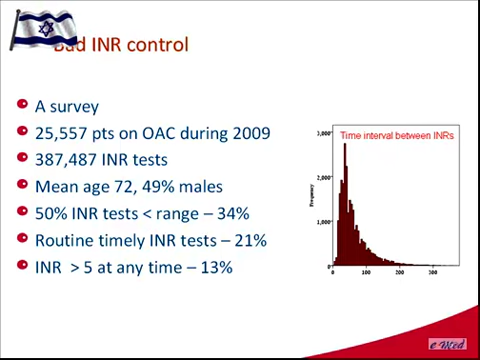 Bad INR control
A survey
25,557 pts on OAC during 2009
387,487 INR tests
Mean age 72, 49% males
50% INR tests < range – 34%
Routine timely INR tests – 21%
INR > 5 at any time – 13%
Time interval between INRs
3,000
2,000
1,000
0
Frequency
0 100 200 300
e-Med